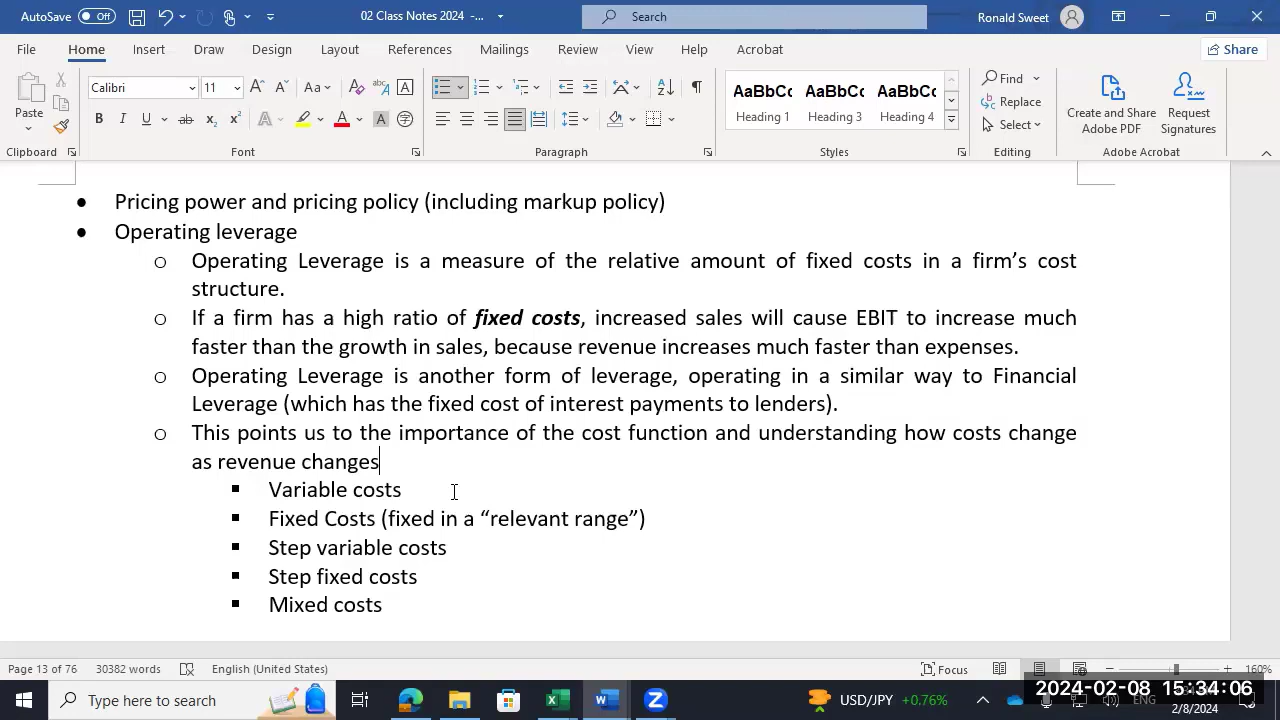 AutoSave Off 02 Class Notes 2024 -... Search Ronald Sweet
File Home Insert Draw Design Layout References Mailings Review View Help Acrobat Share
Paste Calibri 11 Find Replace Select AaBbCc AaBbCc AaBbCc Create and Share Adobe PDF Request Signatures
Heading 1 Heading 3 Heading 4
Clipboard Font Paragraph Styles Editing Adobe Acrobat
• Pricing power and pricing policy (including markup policy)
• Operating leverage
o Operating Leverage is a measure of the relative amount of fixed costs in a firm’s cost
structure.
o If a firm has a high ratio of fixed costs, increased sales will cause EBIT to increase much
faster than the growth in sales, because revenue increases much faster than expenses.
o Operating Leverage is another form of leverage, operating in a similar way to Financial
Leverage (which has the fixed cost of interest payments to lenders).
o This points us to the importance of the cost function and understanding how costs change
as revenue changes
▪ Variable costs
▪ Fixed Costs (fixed in a “relevant range”)
▪ Step variable costs
▪ Step fixed costs
▪ Mixed costs
Page 13 of 76 30382 words English (United States) Focus 160%
Type here to search USD/JPY +0.76% ENG
2024-02-08 15:34:06
2/8/2024